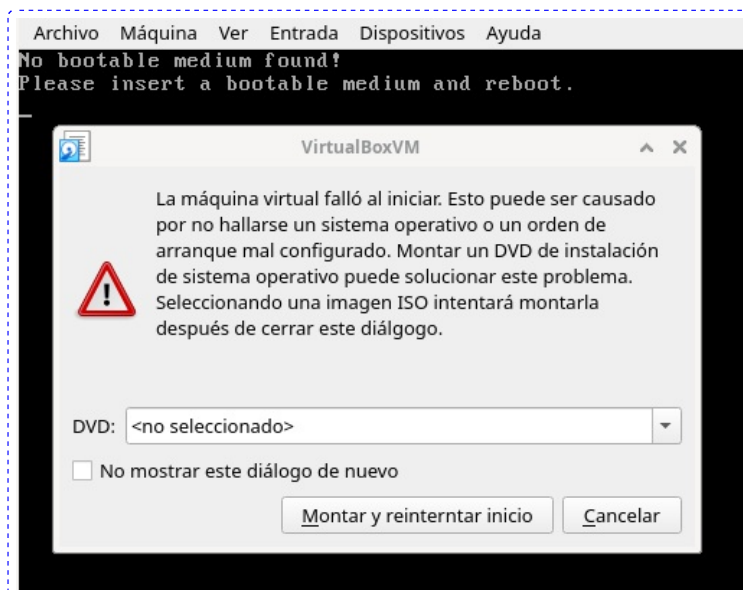 Archivo Máquina Ver Entrada Dispositivos Ayuda
No bootable medium found!
Please insert a bootable medium and reboot.
VirtualBoxVM
La máquina virtual falló al iniciar. Esto puede ser causado
por no hallarse un sistema operativo o un orden de
arranque mal configurado. Montar un DVD de instalación
de sistema operativo puede solucionar este problema.
Seleccionando una imagen ISO intentará montarla
después de cerrar este diálgogo.
DVD: <no seleccionado>
No mostrar este diálogo de nuevo
Montar y reinterntar inicio Cancelar